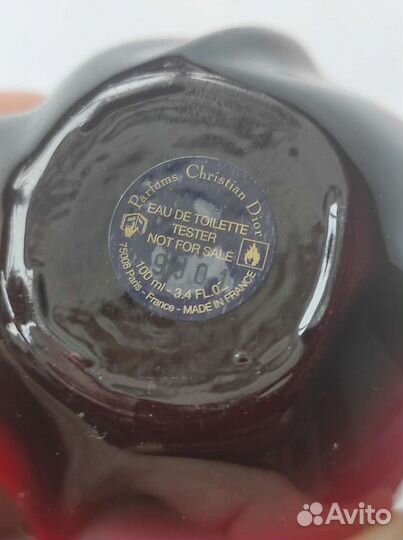 Parfums Christian Dior
EAU DE TOILETTE
TESTER
NOT FOR SALE
100 ml - 3.4 FL.O
75008 Paris - France - MADE IN FRANCE
Avito